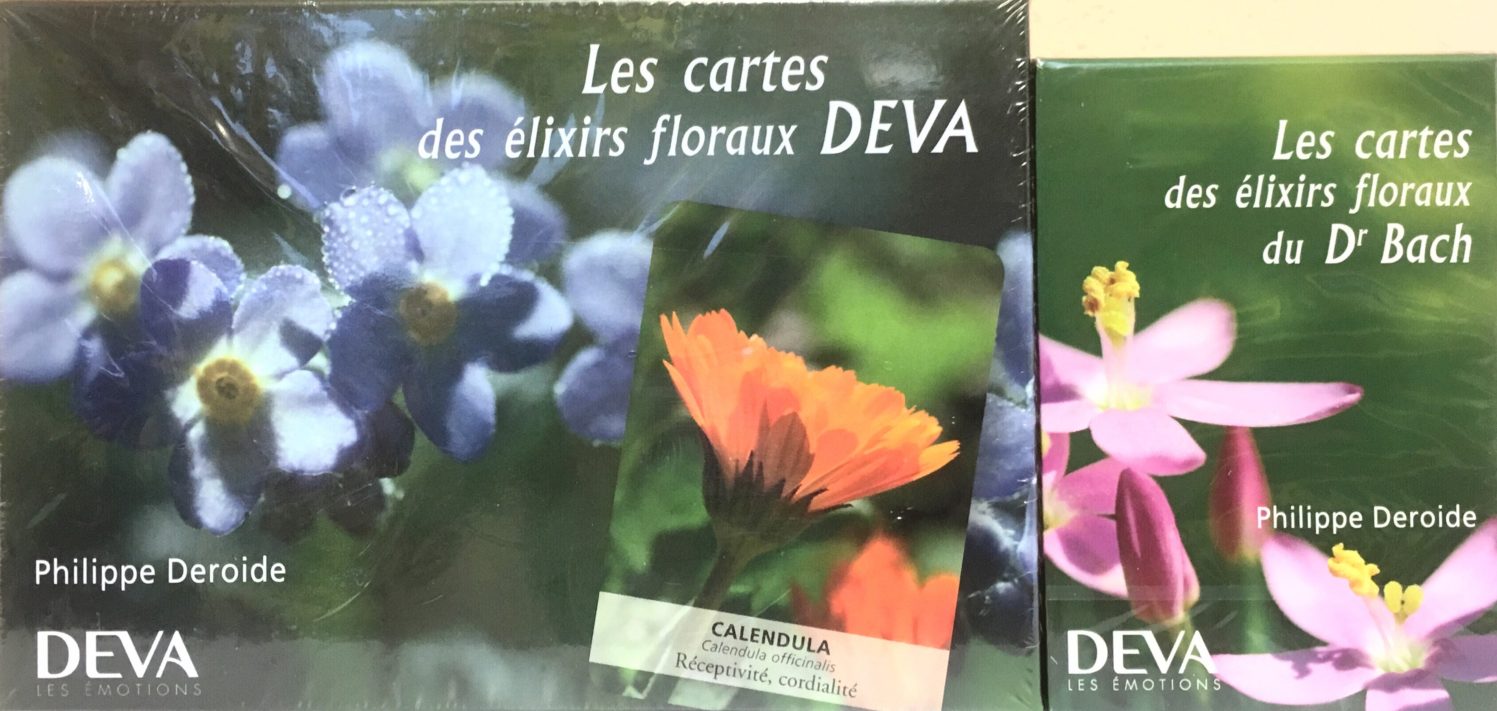 Les cartes
des élixirs floraux DEVA
Philippe Deroide
DEVA
LES ÉMOTIONS
CALENDULA
Calendula officinalis
Réceptivité, cordialité
Les cartes
des élixirs floraux
du Dr Bach
Philippe Deroide
DEVA
LES ÉMOTIONS